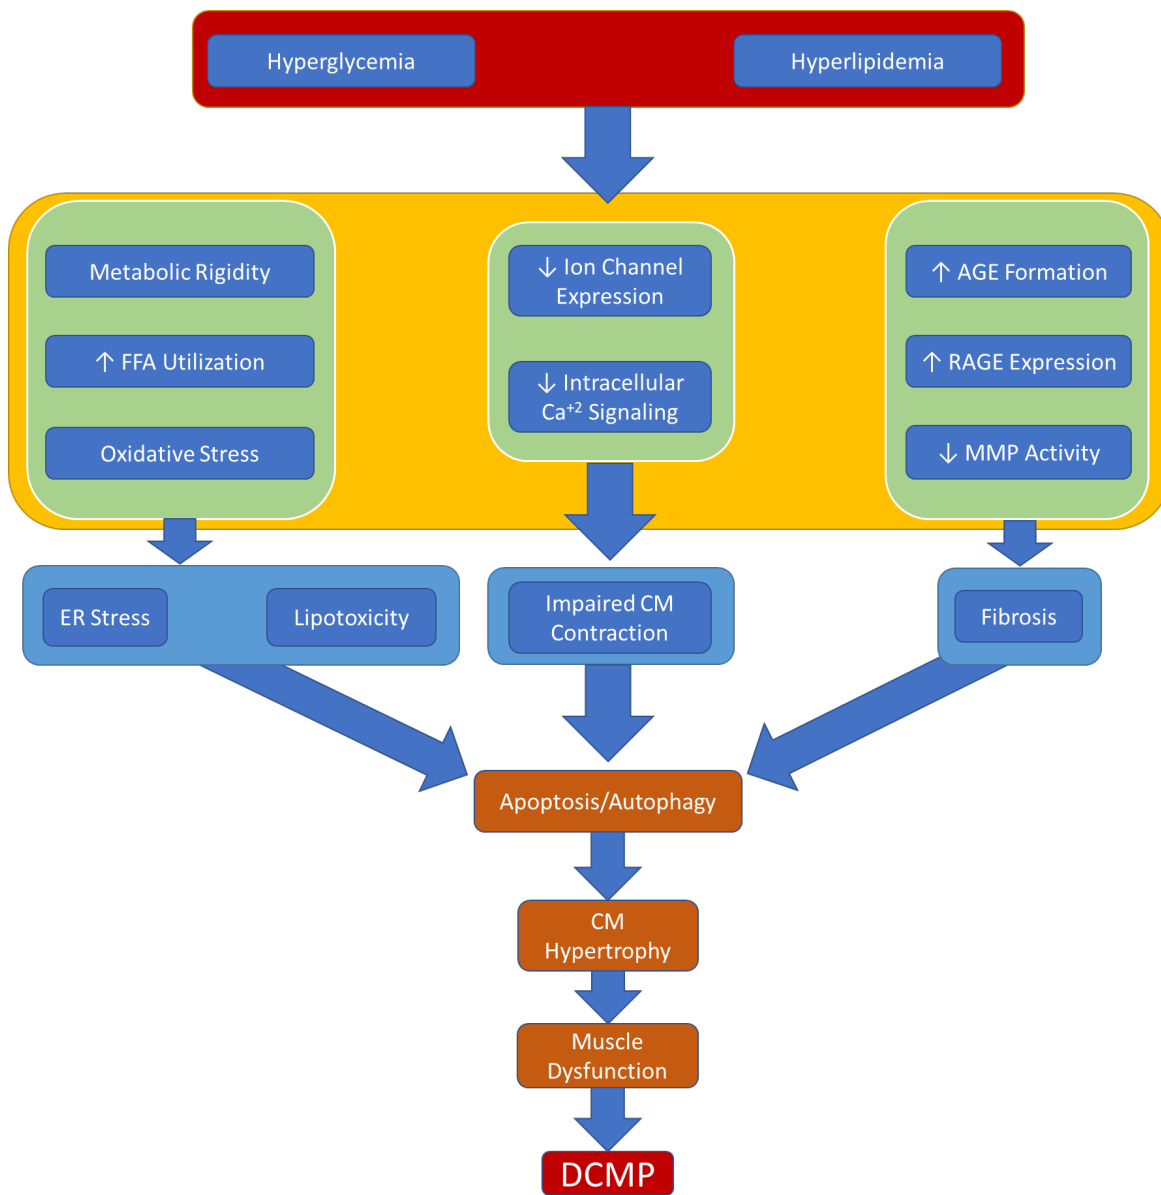 Hyperglycemia
Hyperlipidemia
Metabolic Rigidity
↑ FFA Utilization
Oxidative Stress
↓ Ion Channel
Expression
↓ Intracellular
Ca⁺² Signaling
↑ AGE Formation
↑ RAGE Expression
↓ MMP Activity
ER Stress
Lipotoxicity
Impaired CM
Contraction
Fibrosis
Apoptosis/Autophagy
CM
Hypertrophy
Muscle
Dysfunction
DCMP